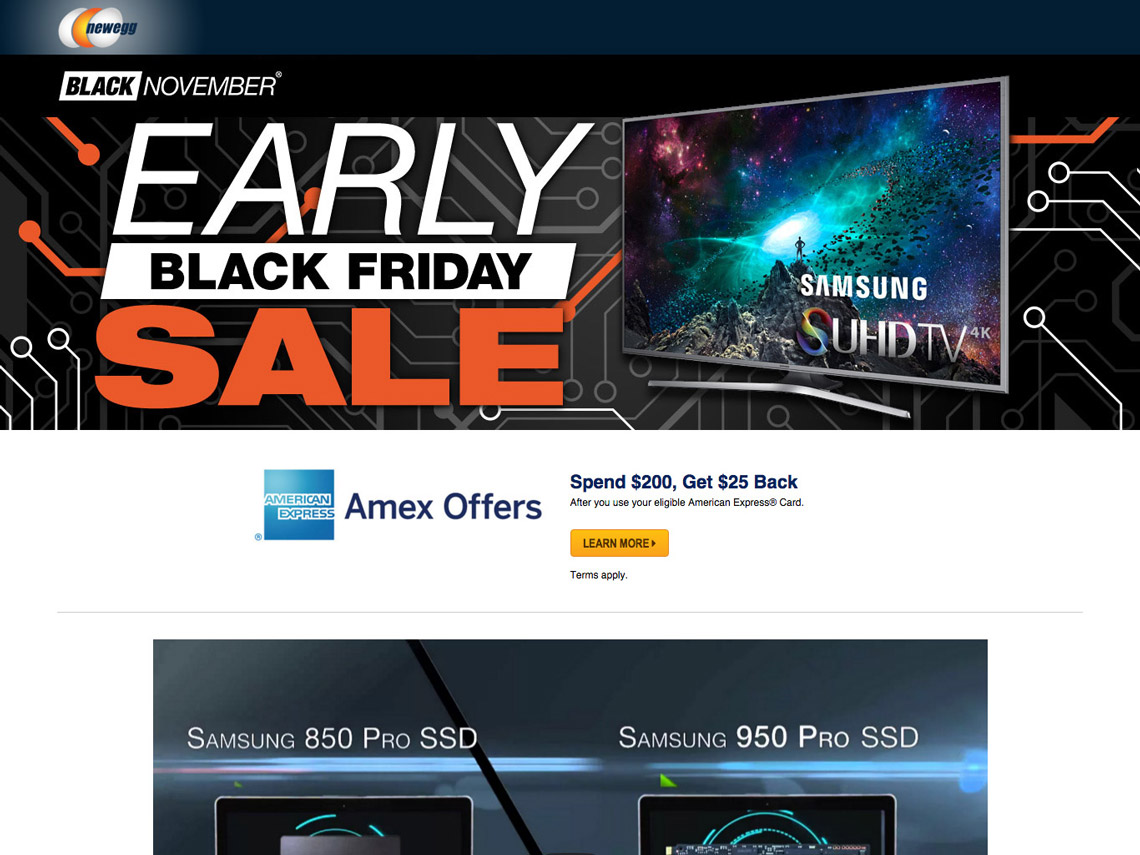 newegg
BLACK NOVEMBER®
EARLY
BLACK FRIDAY
SALE
SAMSUNG
SUHD TV 4K
AMERICAN
EXPRESS
®
Amex Offers
Spend $200, Get $25 Back
After you use your eligible American Express® Card.
LEARN MORE
Terms apply.
SAMSUNG 850 PRO SSD
SAMSUNG 950 PRO SSD